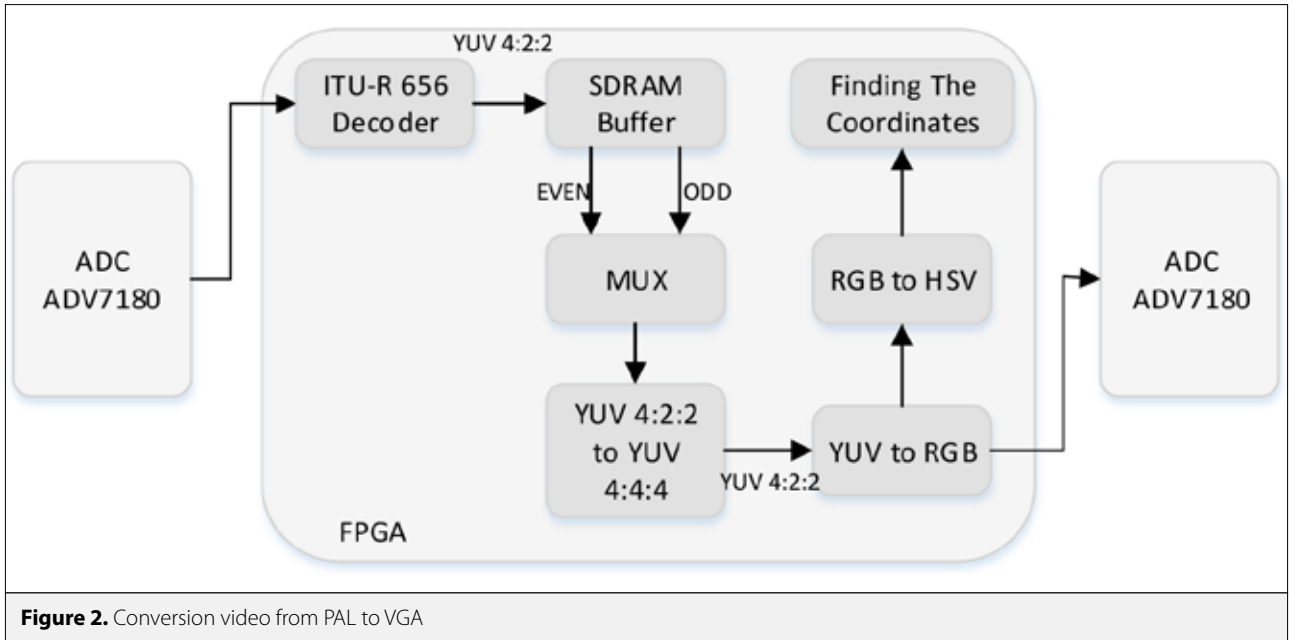 YUV 4:2:2
ITU-R 656
Decoder
SDRAM
Buffer
Finding The
Coordinates
EVEN
ODD
ADC
ADV7180
MUX
RGB to HSV
ADC
ADV7180
YUV 4:2:2
to YUV
4:4:4
YUV 4:2:2
YUV to RGB
FPGA
Figure 2. Conversion video from PAL to VGA